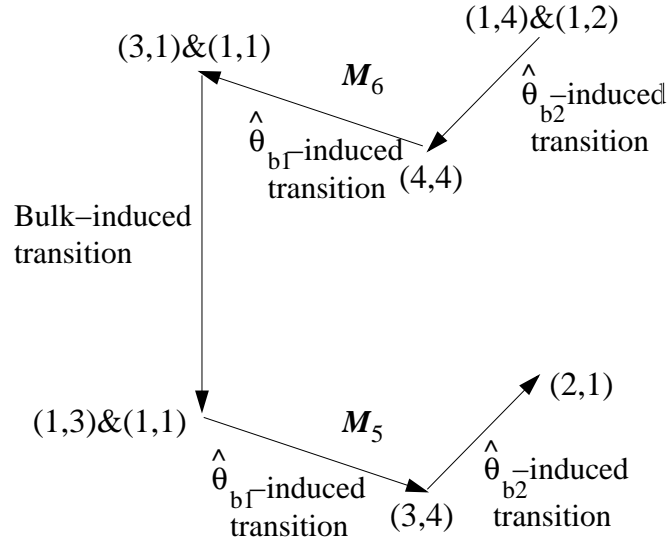 (1,4)&(1,2)
(3,1)&(1,1)
M6
θ̂b2–induced
transition
θ̂b1–induced
transition
(4,4)
Bulk–induced
transition
(2,1)
(1,3)&(1,1)
M5
θ̂b1–induced
transition
θ̂b2–induced
transition
(3,4)